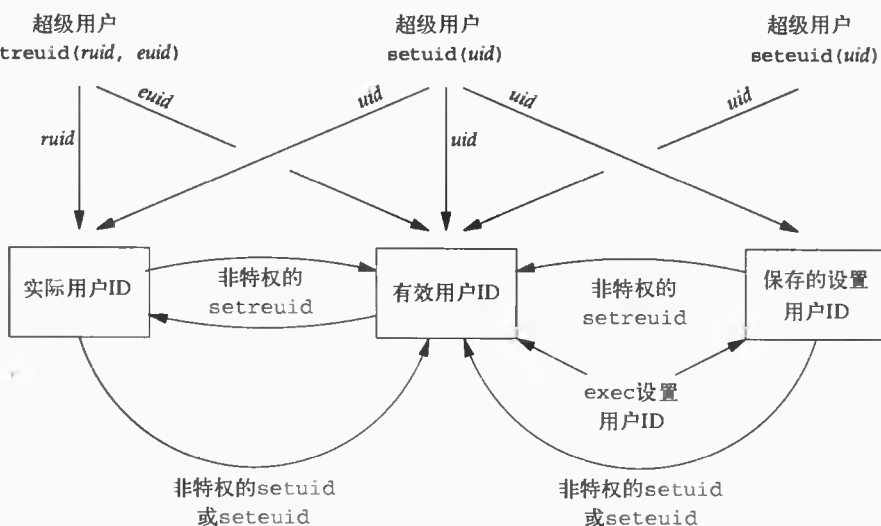 超级用户
treuid(ruid, euid)
超级用户
setuid(uid)
超级用户
seteuid(uid)
ruid
euid
uid
uid
uid
uid
实际用户ID
非特权的
setreuid
有效用户ID
非特权的
setreuid
保存的设置
用户ID
exec设置
用户ID
非特权的setuid
或seteuid
非特权的setuid
或seteuid